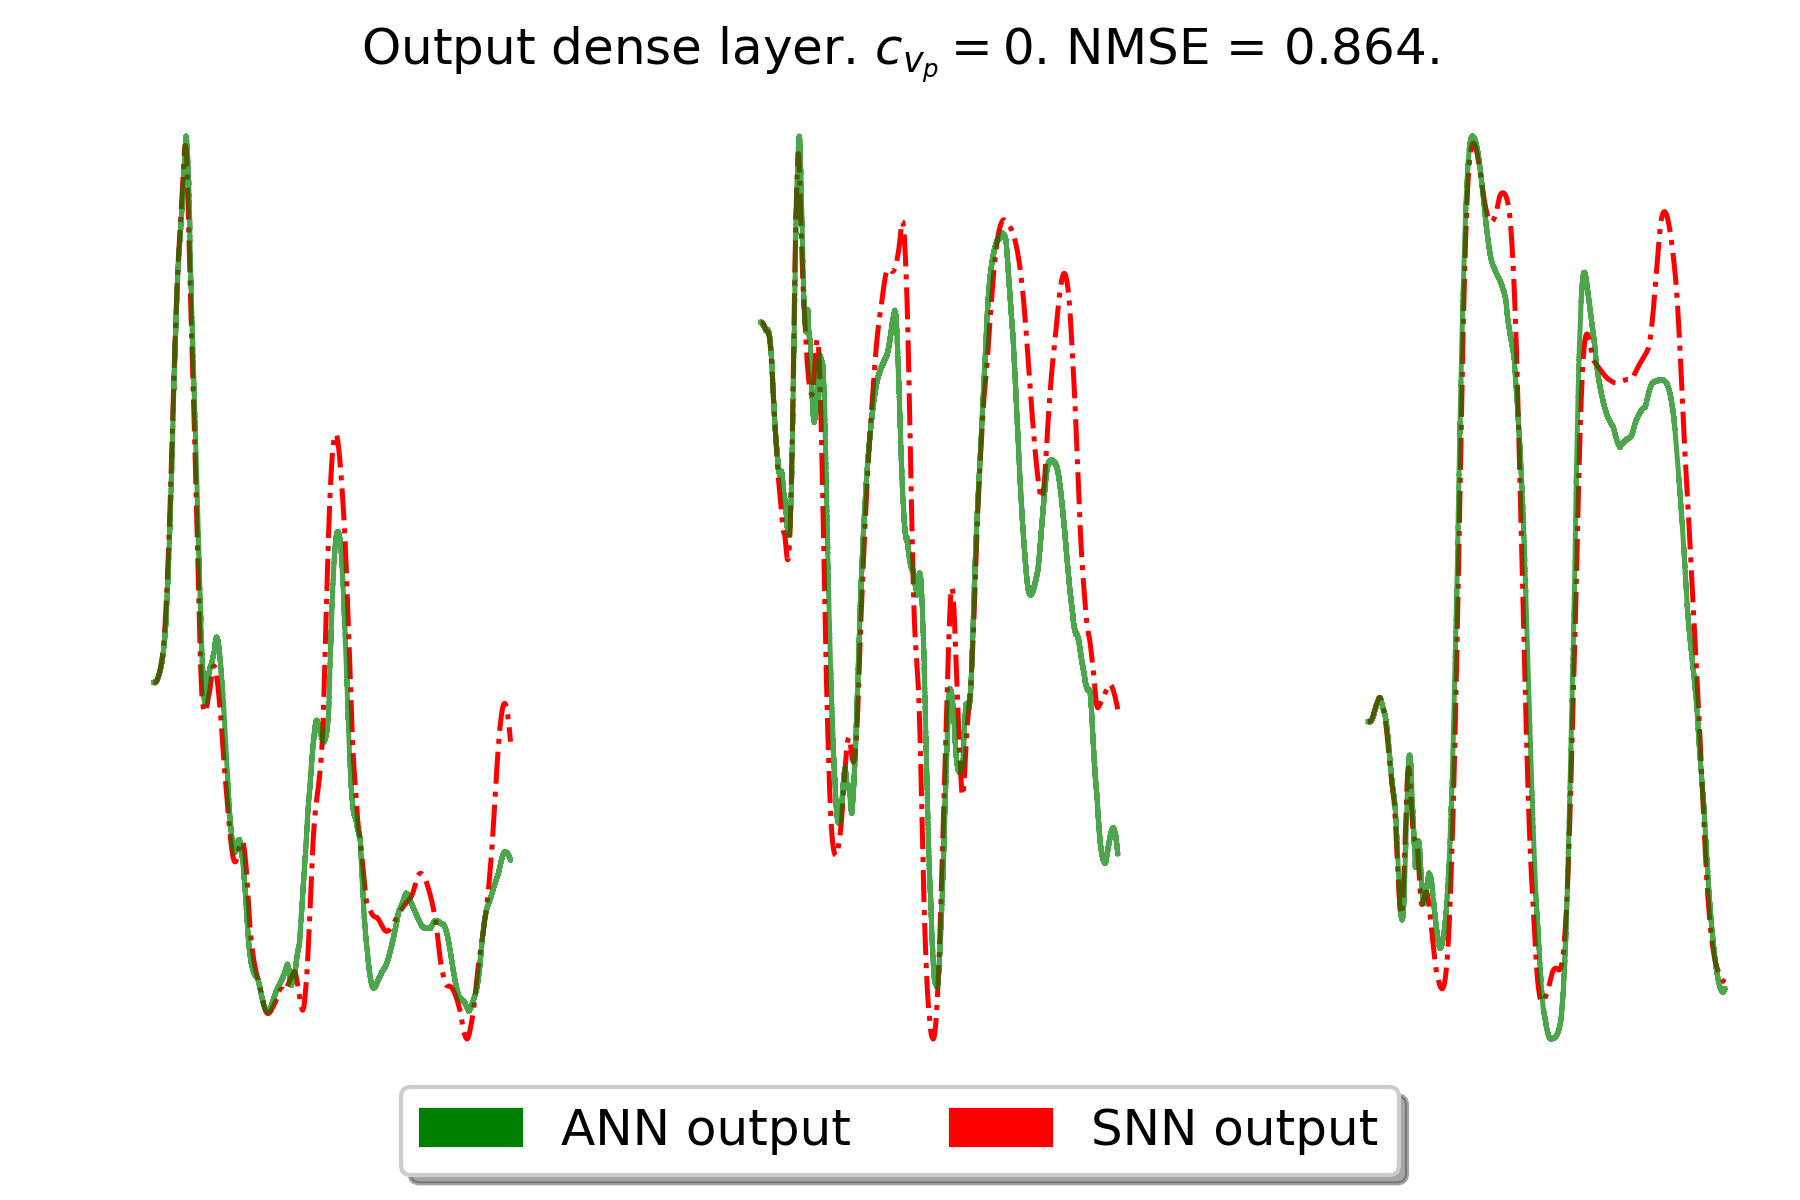 Output dense layer. $c_{v_p} = 0$. NMSE = 0.864.
ANN output
SNN output